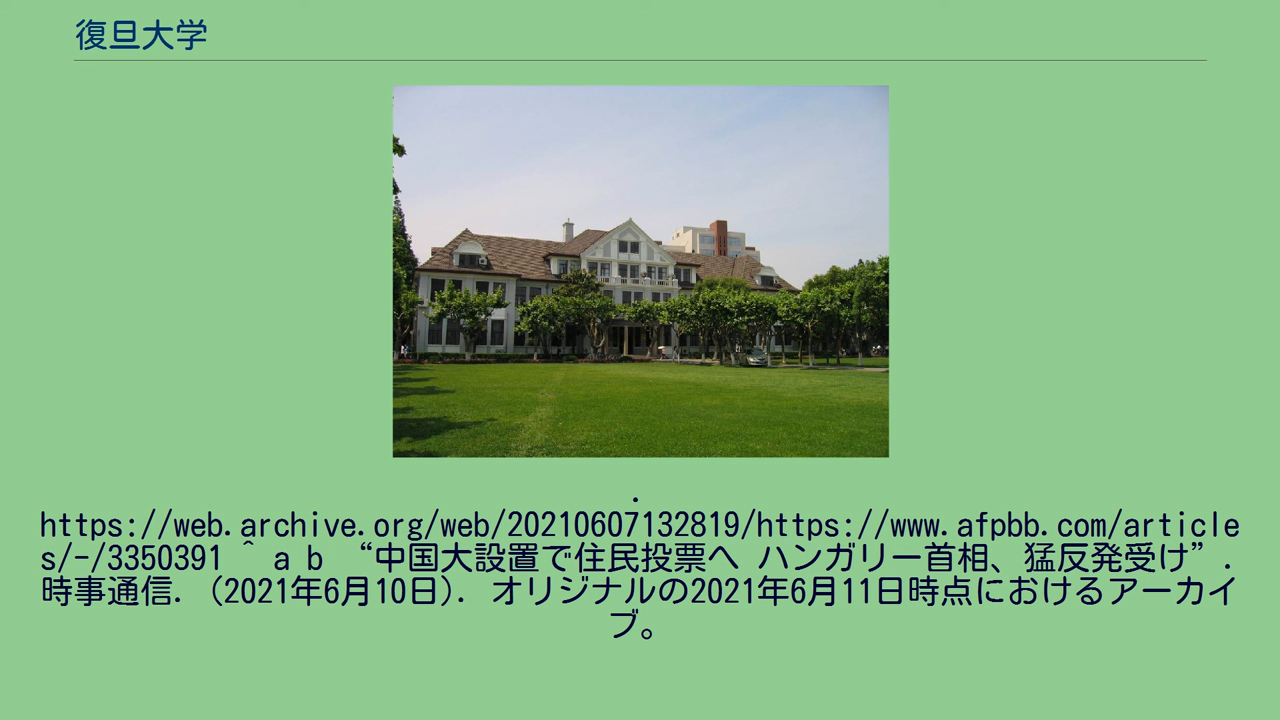 復旦大学
.
https://web.archive.org/web/20210607132819/https://www.afpbb.com/article
s/-/3350391 ^ a b “中国大設置で住民投票へ ハンガリー首相、猛反発受け”.
時事通信. (2021年6月10日). オリジナルの2021年6月11日時点におけるアーカイ
ブ。